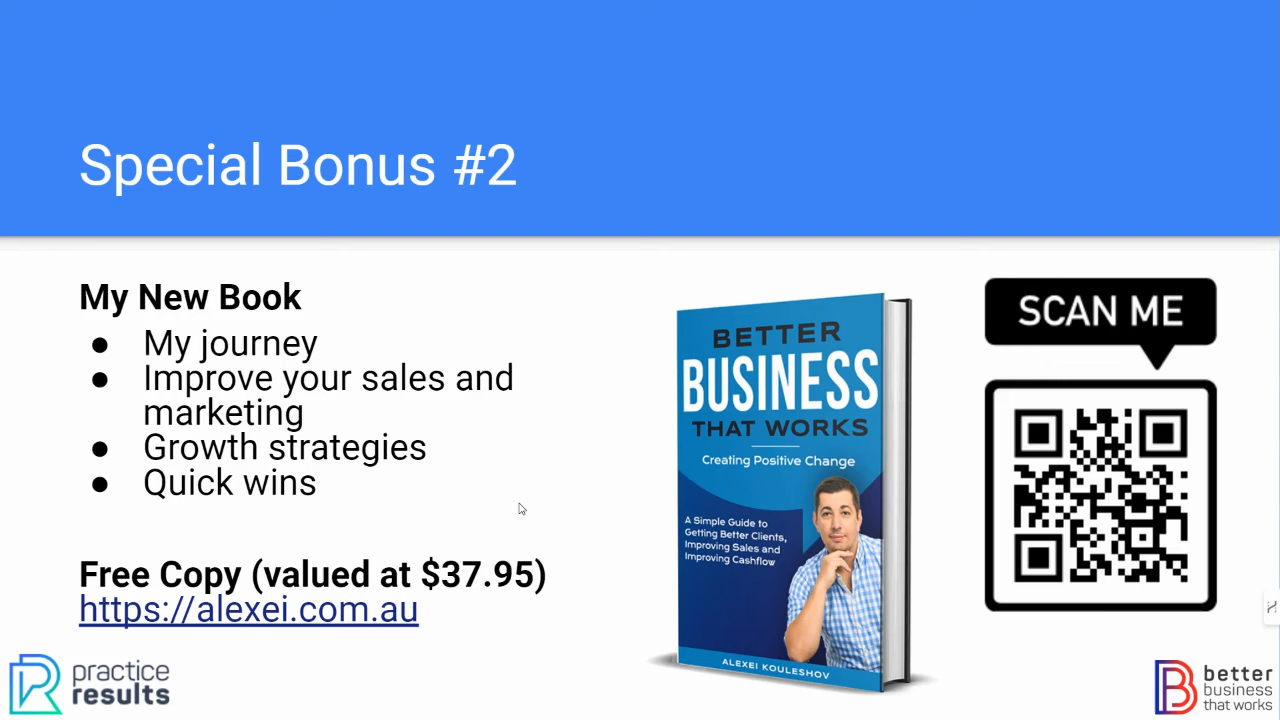 Special Bonus #2
My New Book
● My journey
● Improve your sales and
marketing
● Growth strategies
● Quick wins
Free Copy (valued at $37.95)
https://alexei.com.au
BETTER
BUSINESS
THAT WORKS
Creating Positive Change
A Simple Guide to
Getting Better Clients,
Improving Sales and
Improving Cashflow
ALEXEI KOULESHOV
SCAN ME
practice
results
better
business
that works